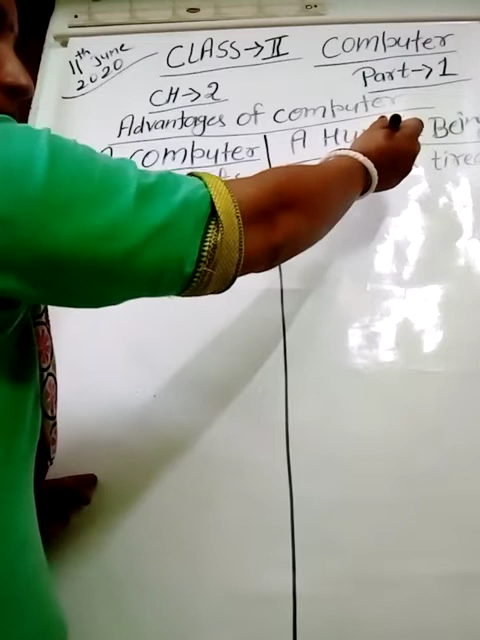 11th June
2020
CLASS→II
Computer
Part→1
CH→2
Advantages of computer
computer
A Hu Bein
tired